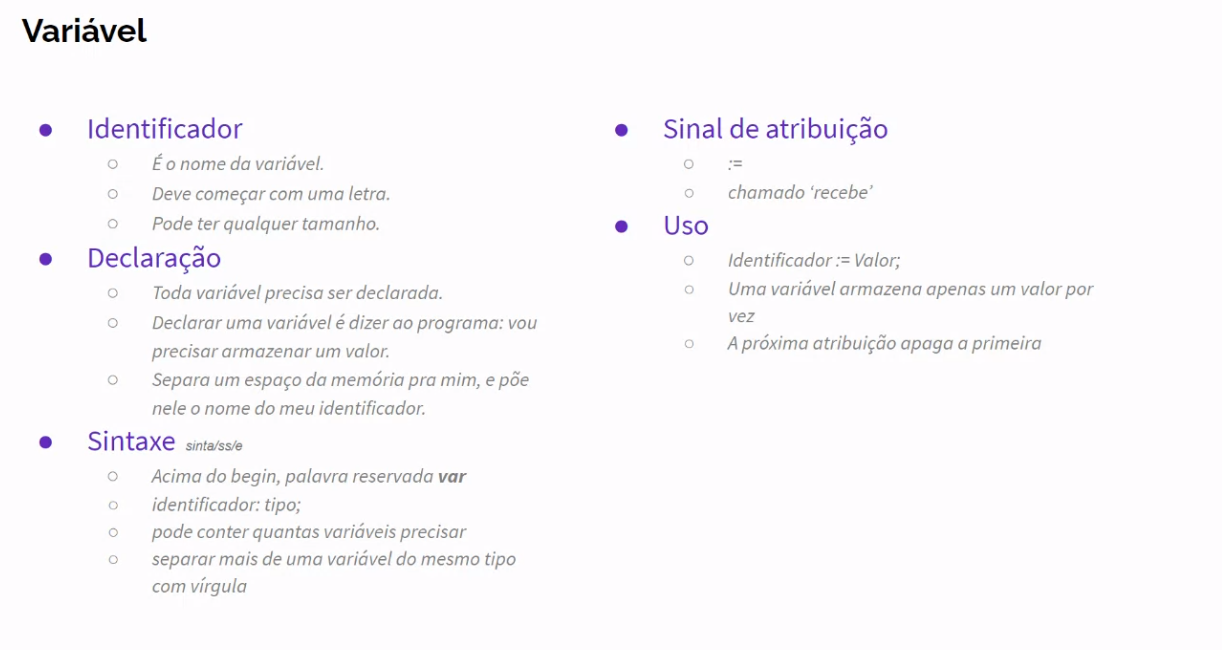 Variável
Identificador
É o nome da variável.
Deve começar com uma letra.
Pode ter qualquer tamanho.
Declaração
Toda variável precisa ser declarada.
Declarar uma variável é dizer ao programa: vou
precisar armazenar um valor.
Separa um espaço da memória pra mim, e põe
nele o nome do meu identificador.
Sintaxe sinta/ss/e
Acima do begin, palavra reservada var
identificador: tipo;
pode conter quantas variáveis precisar
separar mais de uma variável do mesmo tipo
com vírgula
Sinal de atribuição
:=
chamado ‘recebe’
Uso
Identificador := Valor;
Uma variável armazena apenas um valor por
vez
A próxima atribuição apaga a primeira